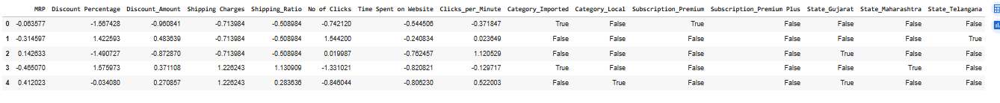 MRP Discount Percentage Discount_Amount Shipping Charges Shipping_Ratio No of Clicks Time Spent on Website Clicks_per_Minute Category_Imported Category_Local Subscription_Premium Subscription_Premium Plus State_Gujarat State_Maharashtra State_Telangana
0 -0.063577 -1.567428 -0.960841 -0.713984 -0.508984 -0.742120 -0.544506 -0.371847 True False True False False False False
1 -0.314597 1.422593 0.483639 -0.713984 -0.508984 1.544200 -0.240834 0.023649 False False False False False False True
2 0.142633 -1.490727 -0.872870 -0.713984 -0.508984 0.019987 -0.762457 1.120529 False False False False True False False
3 -0.465070 1.575973 0.371108 1.226243 1.130909 -1.331021 -0.820821 -0.129717 True False False False False True False
4 0.412023 -0.034080 0.270857 1.226243 0.283636 -0.846044 -0.806230 0.522003 False True False False True False False